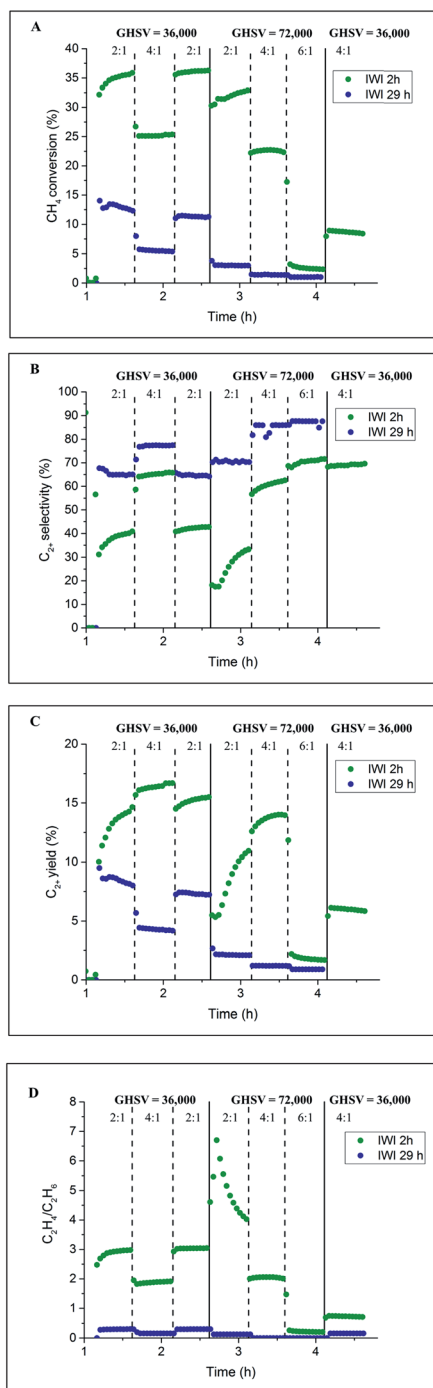 A
GHSV = 36,000 GHSV = 72,000 GHSV = 36,000
2:1 4:1 2:1 2:1 4:1 6:1 4:1
IWI 2h
IWI 29 h
40
35
30
25
20
15
10
5
0
CH4 conversion (%)
1 2 3 4
Time (h)
B
GHSV = 36,000 GHSV = 72,000 GHSV = 36,000
2:1 4:1 2:1 2:1 4:1 6:1 4:1
IWI 2h
IWI 29 h
100
90
80
70
60
50
40
30
20
10
0
C2+ selectivity (%)
1 2 3 4
Time (h)
C
GHSV = 36,000 GHSV = 72,000 GHSV = 36,000
2:1 4:1 2:1 2:1 4:1 6:1 4:1
IWI 2h
IWI 29 h
20
15
10
5
0
C2+ yield (%)
1 2 3 4
Time (h)
D
GHSV = 36,000 GHSV = 72,000 GHSV = 36,000
2:1 4:1 2:1 2:1 4:1 6:1 4:1
IWI 2h
IWI 29 h
8
7
6
5
4
3
2
1
0
C2H4/C2H6
1 2 3 4
Time (h)